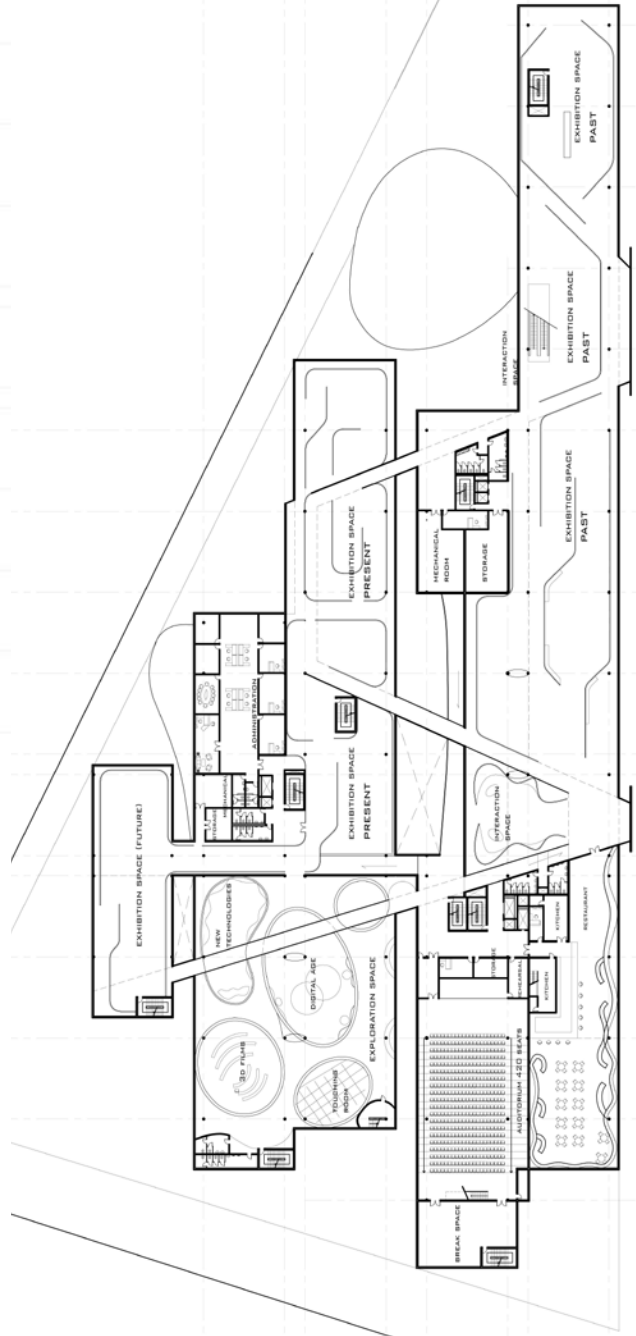 EXHIBITION SPACE
PAST
EXHIBITION SPACE
PAST
INTERACTION
SPACE
EXHIBITION SPACE
PAST
MECHANICAL
ROOM
STORAGE
EXHIBITION SPACE
PRESENT
ADMINISTRATION
MECHANICAL
STORAGE
EXHIBITION SPACE
PRESENT
INTERACTION
SPACE
EXHIBITION SPACE (FUTURE)
NEW
TECHNOLOGIES
DIGITAL AGE
EXPLORATION SPACE
3D FILMS
TOUCHING
ROOM
STORAGE
REHEARSAL
KITCHEN
KITCHEN
RESTAURANT
AUDITORIUM 420 SEATS
BREAK SPACE